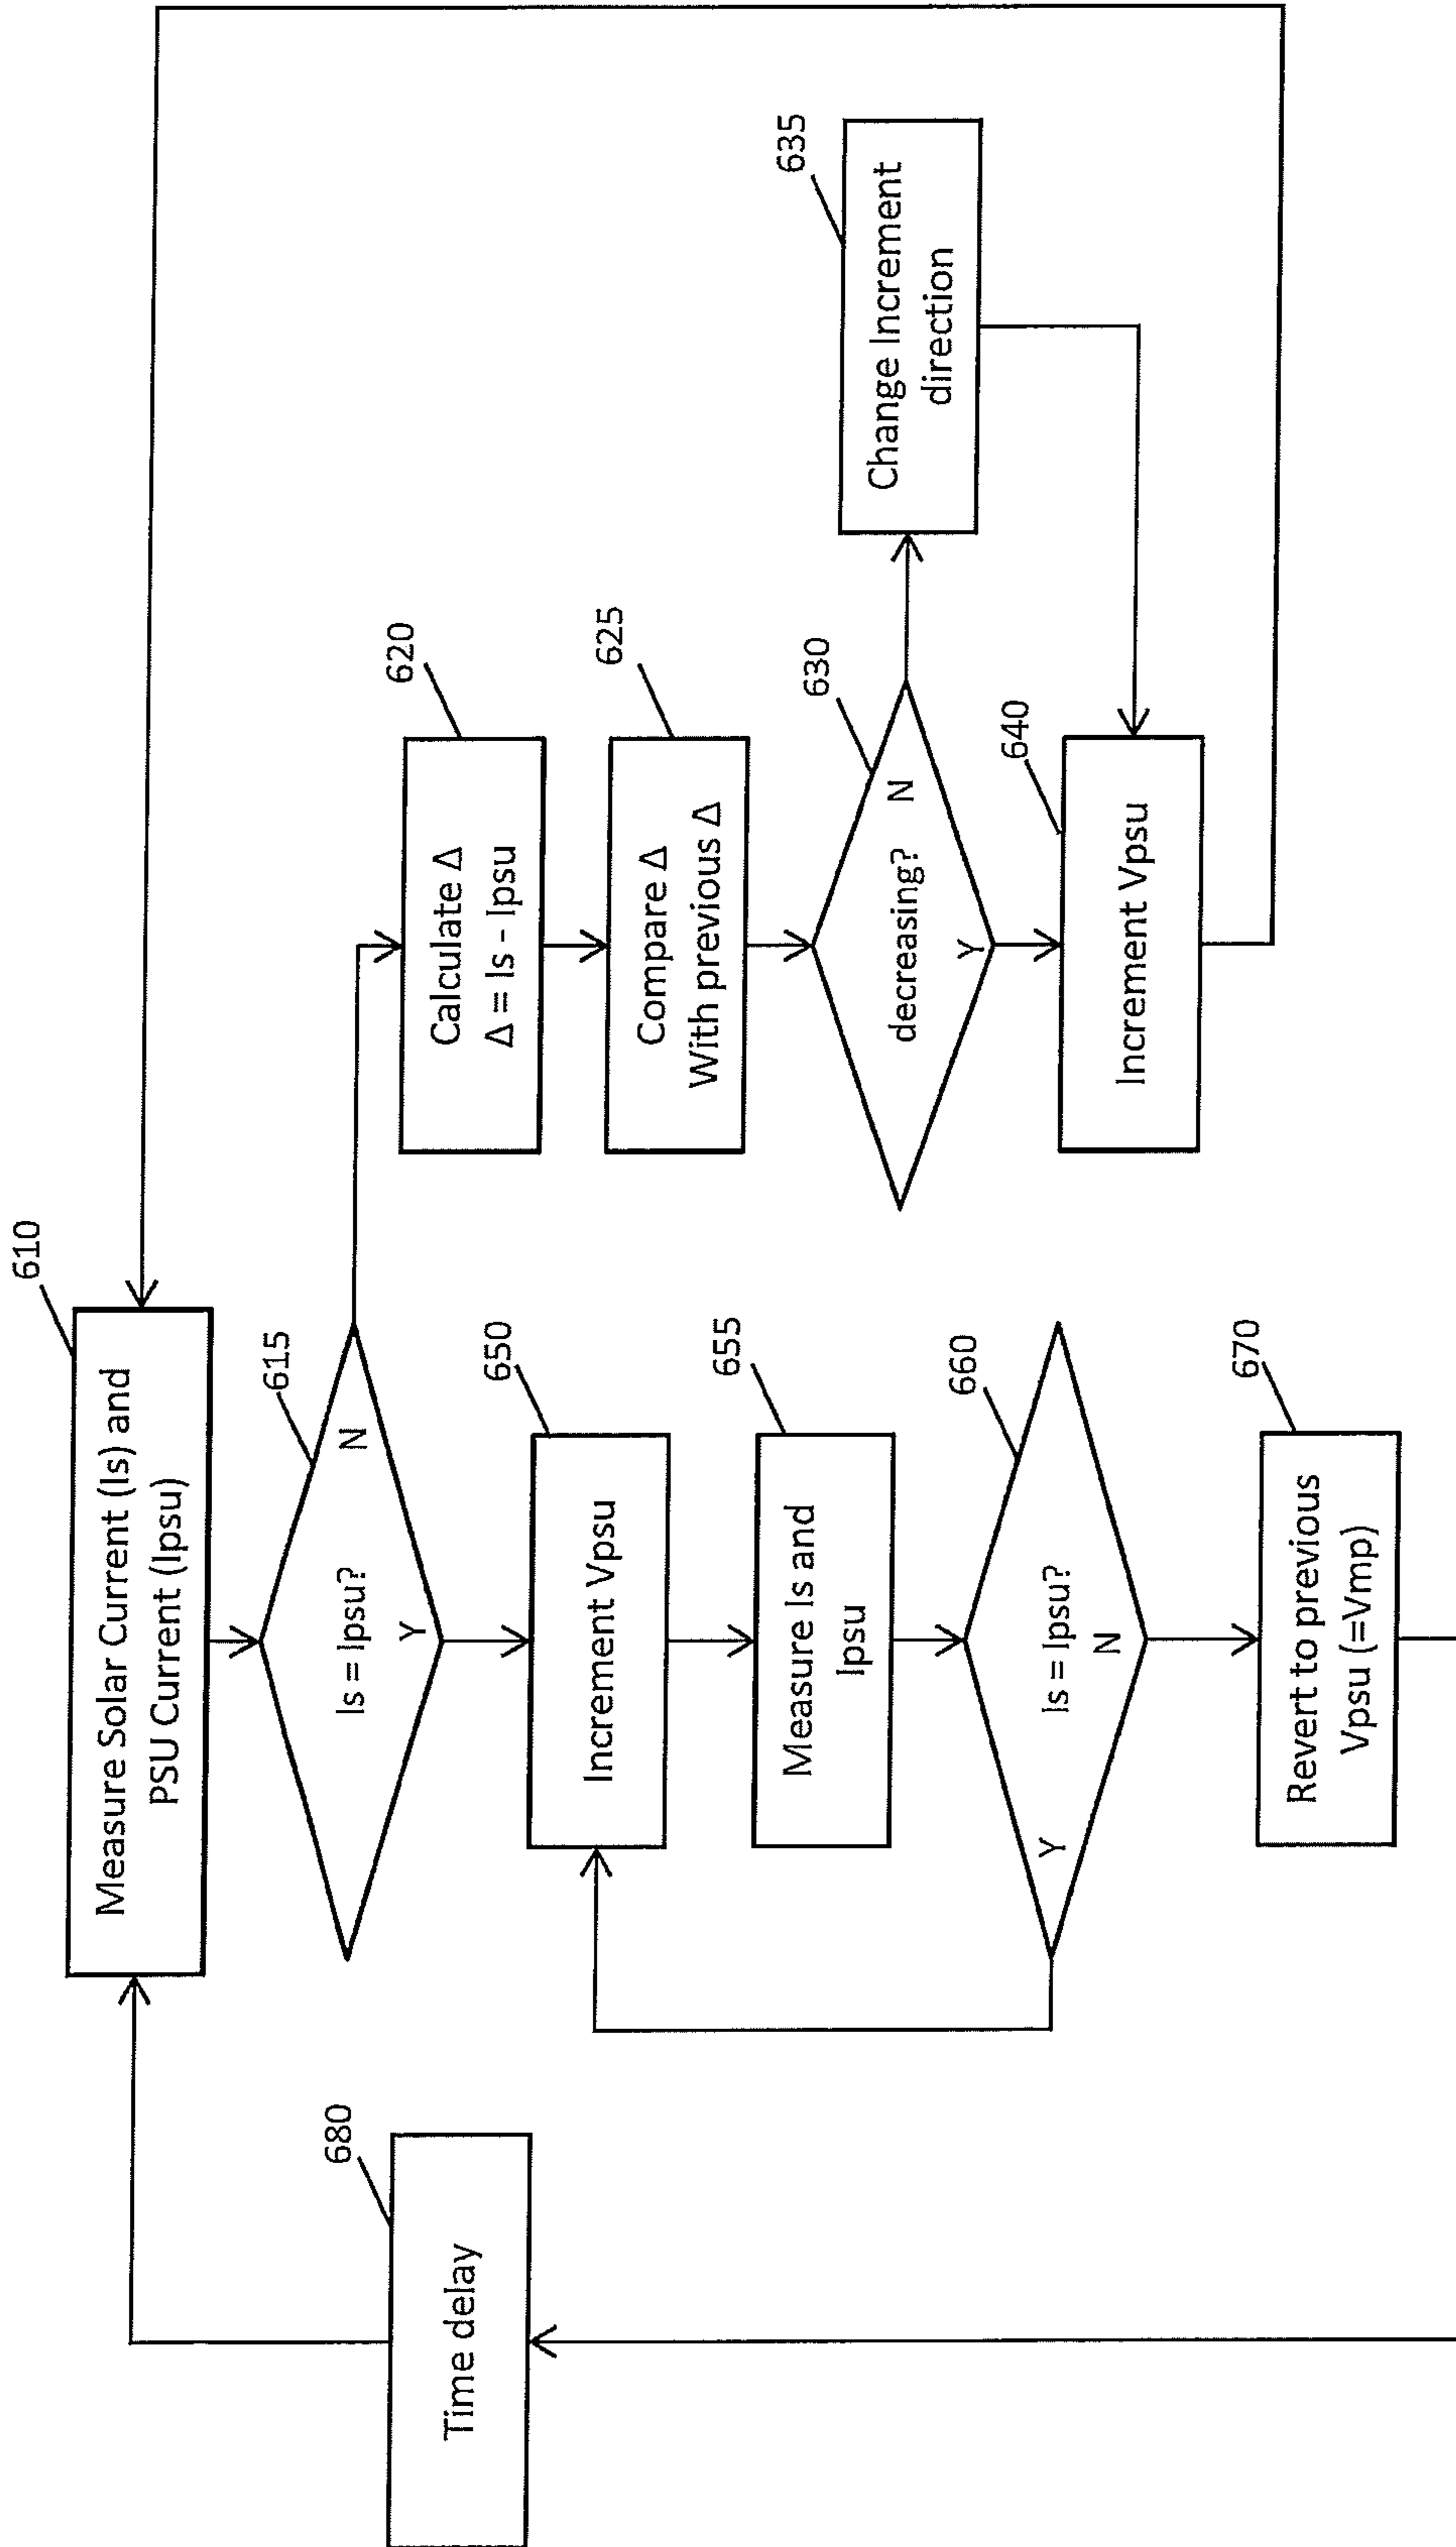 610
Measure Solar Current (Is) and
PSU Current (Ipsu)
615
Is = Ipsu?
N
Y
620
Calculate Δ
Δ = Is - Ipsu
625
Compare Δ
With previous Δ
630
decreasing?
N
Y
635
Change Increment
direction
640
Increment Vpsu
650
Increment Vpsu
655
Measure Is and
Ipsu
660
Is = Ipsu?
Y
N
670
Revert to previous
Vpsu (=Vmp)
680
Time delay